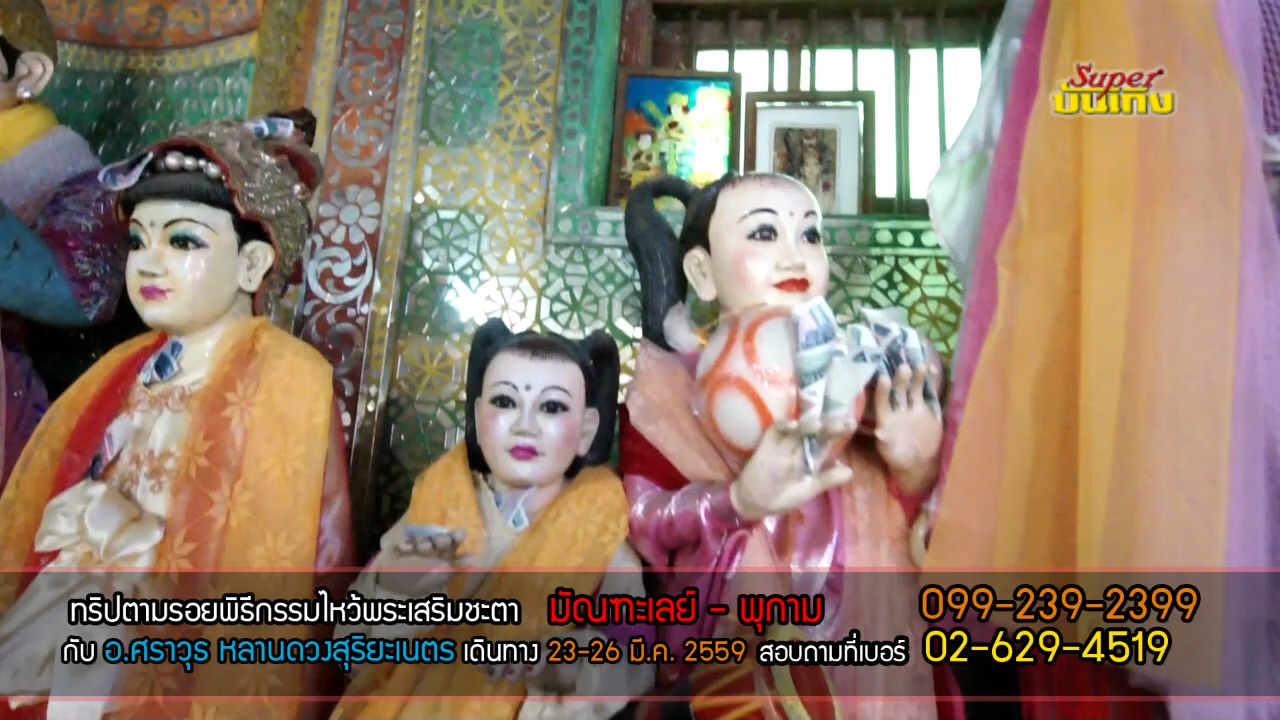 Super
บันเทิง
ทริปตามรอยพิธีกรรมไหว้พระเสริมชะตา มัณฑะเลย์ - พุกาม 099-239-2399
กับ อ.ศราวุธ หลานดวงสุริยะเนตร เดินทาง 23-26 มี.ค. 2559 สอบถามที่เบอร์ 02-629-4519